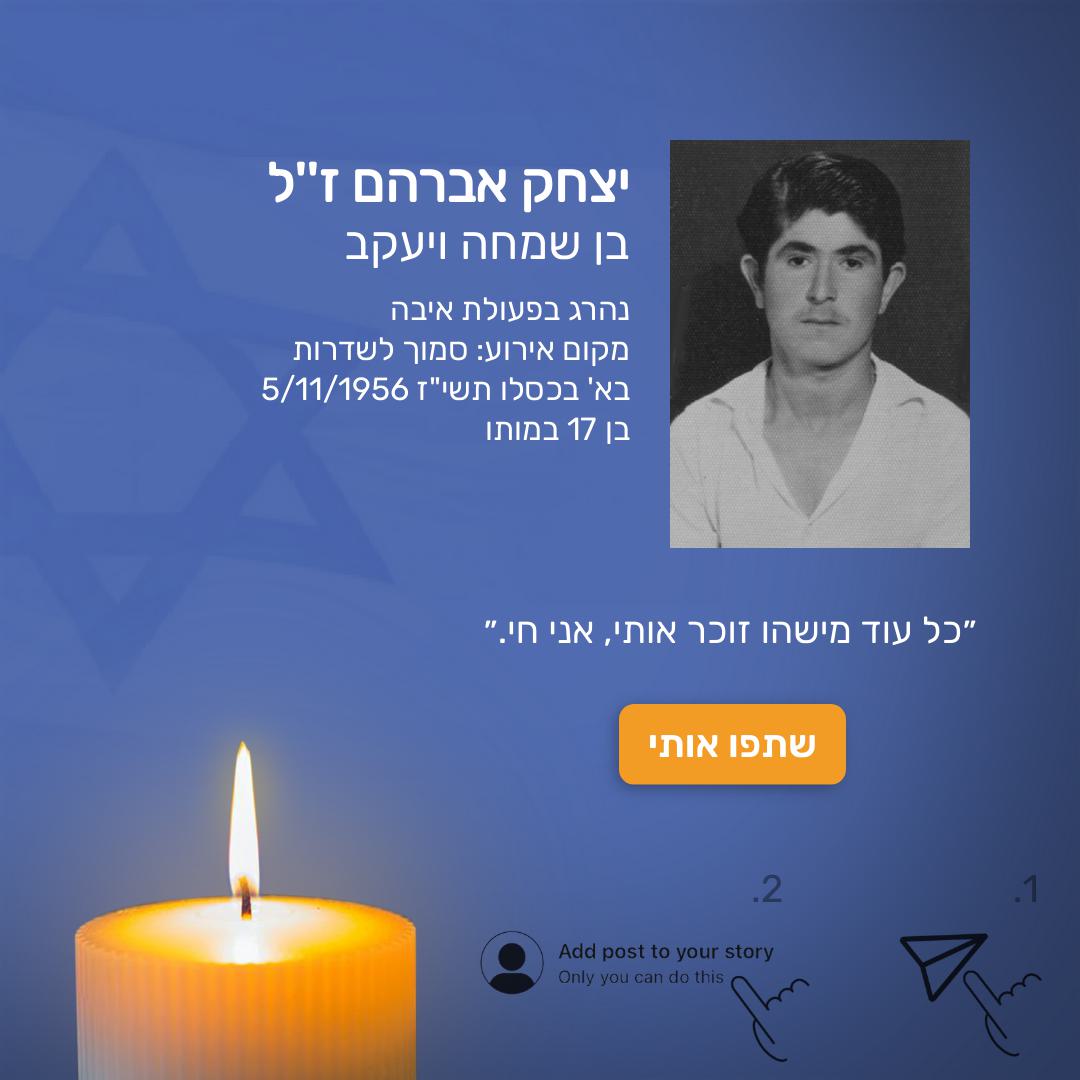 יצחק אברהם ז"ל
בן שמחה ויעקב
נהרג בפעולת איבה
מקום אירוע: סמוך לשדרות
בא' בכסלו תשי"ז 5/11/1956
בן 17 במותו
״כל עוד מישהו זוכר אותי, אני חי.״
שתפו אותי
1.
2.
Add post to your story
Only you can do this